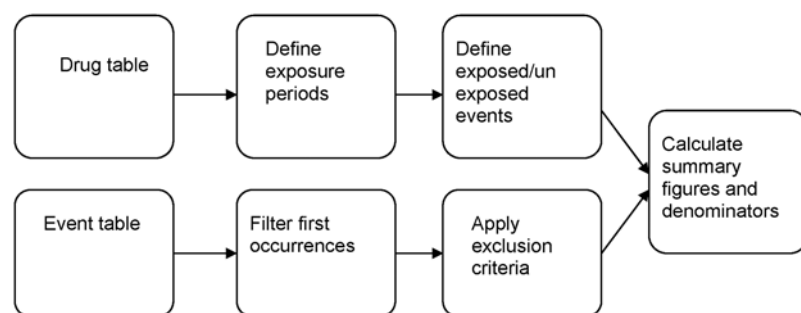 Drug table
Define
exposure
periods
Define
exposed/un
exposed
events
Calculate
summary
figures and
denominators
Event table
Filter first
occurrences
Apply
exclusion
criteria